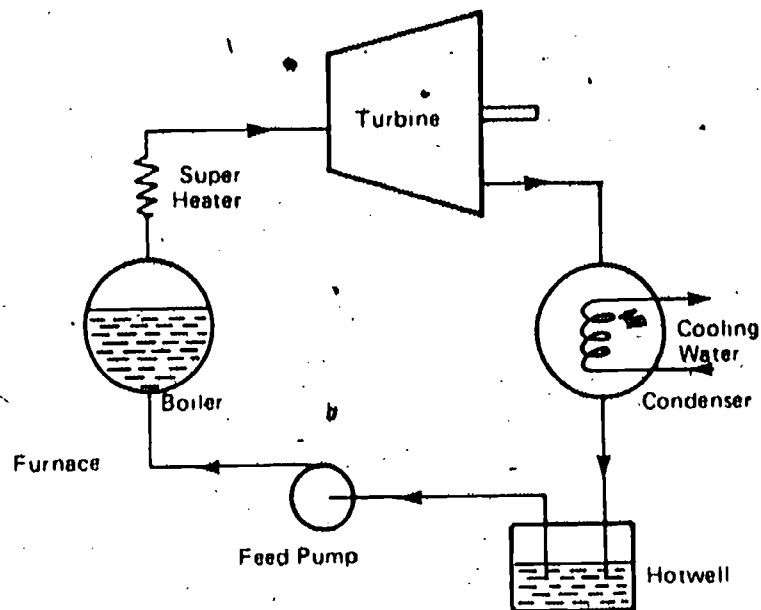 Turbine
Super
Heater
Cooling
Water
Boiler
Condenser
Furnace
Feed Pump
Hotwell